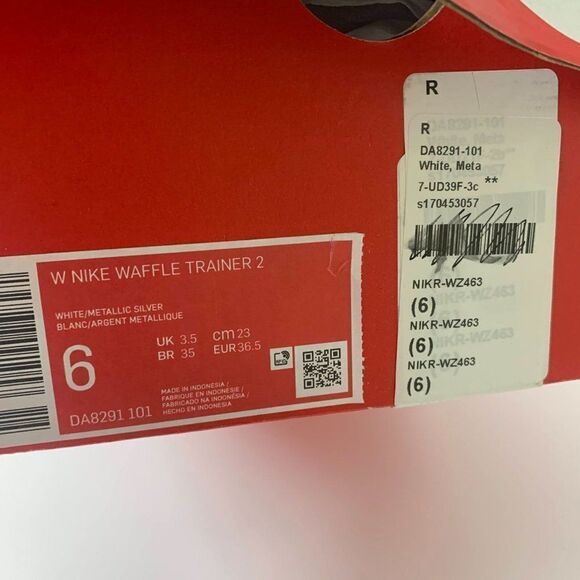 W NIKE WAFFLE TRAINER 2
WHITE/METALLIC SILVER
BLANC/ARGENT METALLIQUE
6
UK 3.5
cm 23
BR 35
EUR 36.5
MADE IN INDONESIA /
FABRIQUE EN INDONESIE /
FABRICADO NA INDONÉSIA /
HECHO EN INDONESIA
DA8291 101
R
R
DA8291-101
White, Meta
7-UD39F-3c **
s170453057
NIKR-WZ463
(6)
NIKR-WZ463
(6)
NIKR-WZ463
(6)